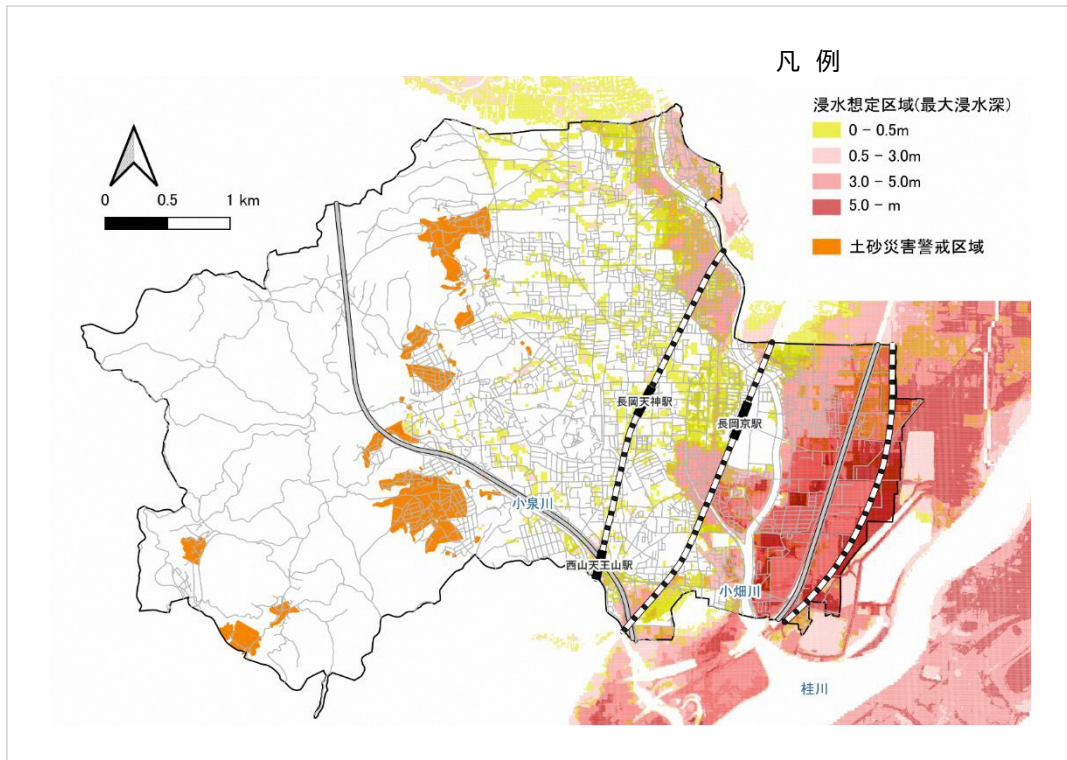 凡 例
浸水想定区域(最大浸水深)
0 - 0.5m
0.5 - 3.0m
3.0 - 5.0m
5.0 - m
土砂災害警戒区域
0 0.5 1 km
長岡天神駅
長岡京駅
小泉川
西山天王山駅
小畑川
桂川